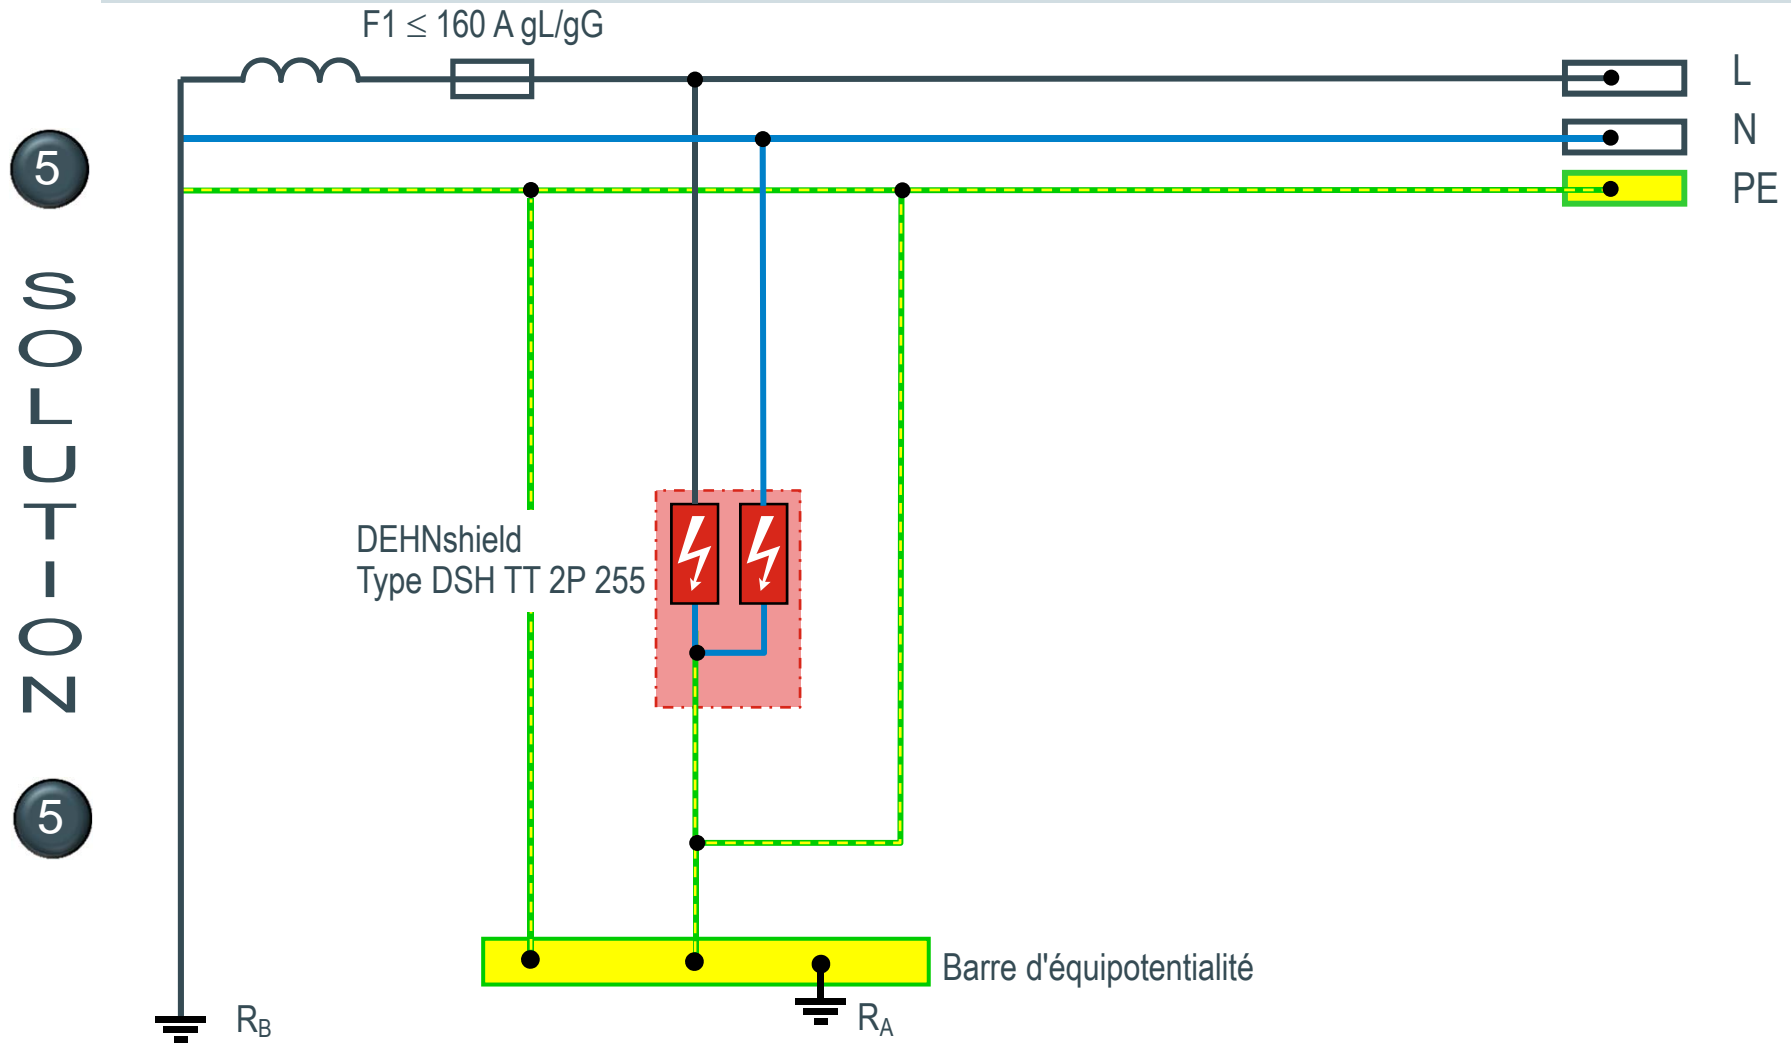 F1 ≤ 160 A gL/gG
L
N
PE
5
SOLUTION
5
DEHNshield
Type DSH TT 2P 255
Barre d'équipotentialité
RB
RA